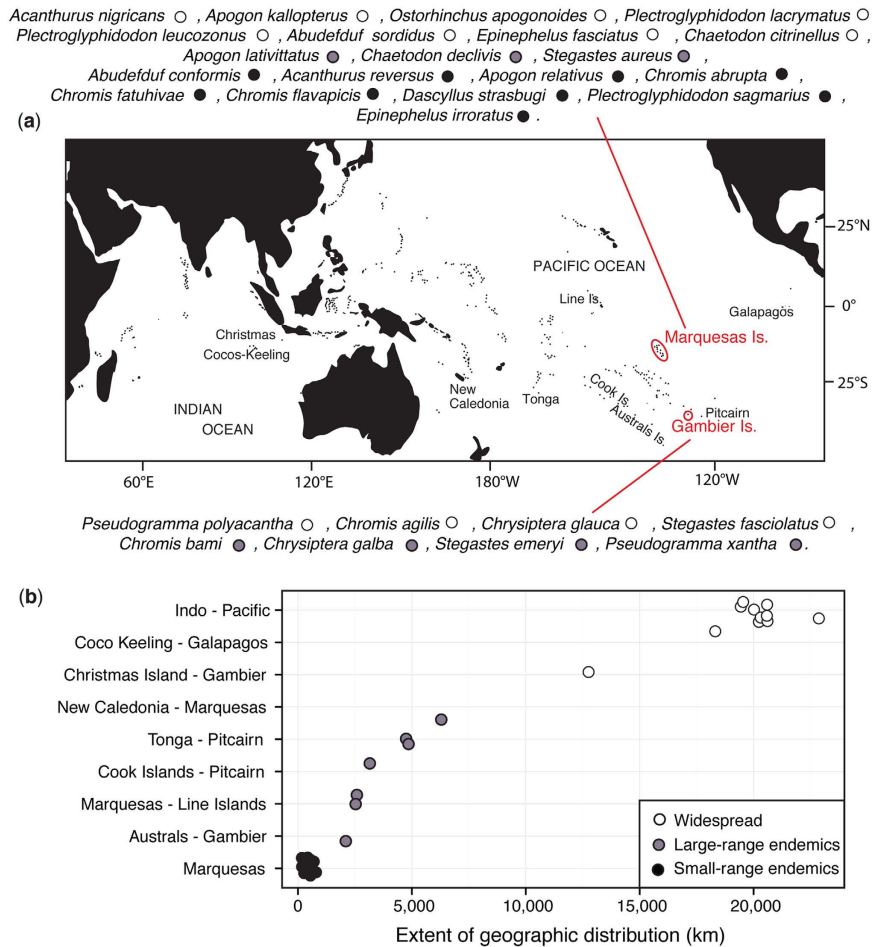 Acanthurus nigricans ○ , Apogon kallopterus ○ , Ostorhinchus apogonoides ○ , Plectroglyphidodon lacrymatus ○
Plectroglyphidodon leucozonus ○ , Abudefduf sordidus ○ , Epinephelus fasciatus ○ , Chaetodon citrinellus ○ ,
Apogon lativittatus ● , Chaetodon declivis ● , Stegastes aureus ● ,
Abudefduf conformis ● , Acanthurus reversus ● , Apogon relativus ● , Chromis abrupta ● ,
Chromis fatuhivae ● , Chromis flavapicis ● , Dascyllus strasbugi ● , Plectroglyphidodon sagmarius ● ,
Epinephelus irroratus ● .
(a)
25°N
PACIFIC OCEAN
Line Is.
0°
Galapagòs
Christmas
Marquesas Is.
Cocos-Keeling
25°S
New
Caledonia
Tonga
Cook Is.
Australs Is.
Pitcairn
Gambier Is.
INDIAN
OCEAN
60°E
120°E
180°W
120°W
Pseudogramma polyacantha ○ , Chromis agilis ○ , Chrysiptera glauca ○ , Stegastes fasciolatus ○ ,
Chromis bami ● , Chrysiptera galba ● , Stegastes emeryi ● , Pseudogramma xantha ● .
(b)
Indo - Pacific
Coco Keeling - Galapagos
Christmas Island - Gambier
New Caledonia - Marquesas
Tonga - Pitcairn
Cook Islands - Pitcairn
Marquesas - Line Islands
Australs - Gambier
Marquesas
Widespread
Large-range endemics
Small-range endemics
0
5,000
10,000
15,000
20,000
Extent of geographic distribution (km)